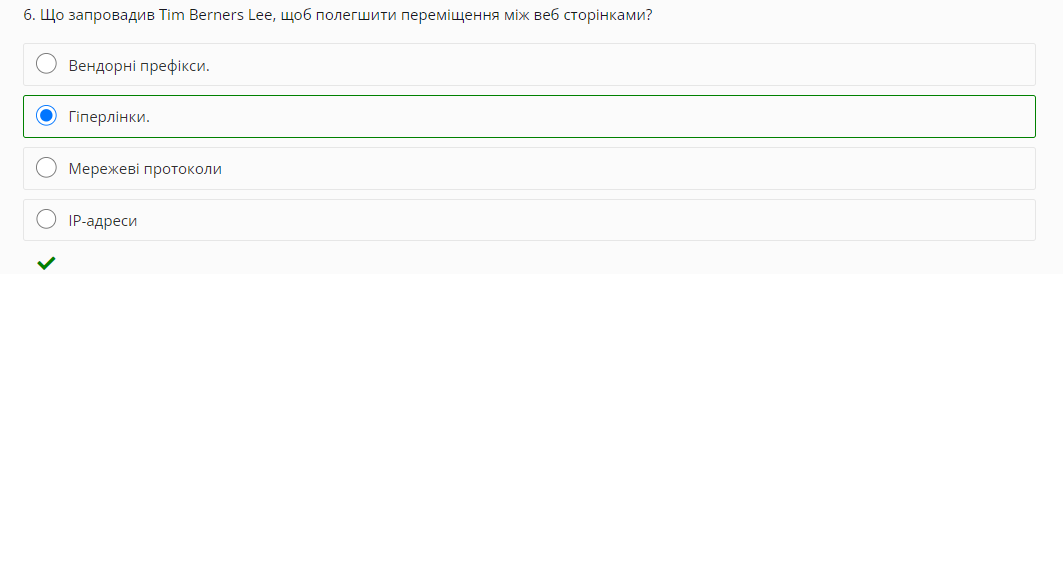 6. Що запровадив Tim Berners Lee, щоб полегшити переміщення між веб сторінками?
Вендорні префікси.
Гіперлінки.
Мережеві протоколи
IP-адреси